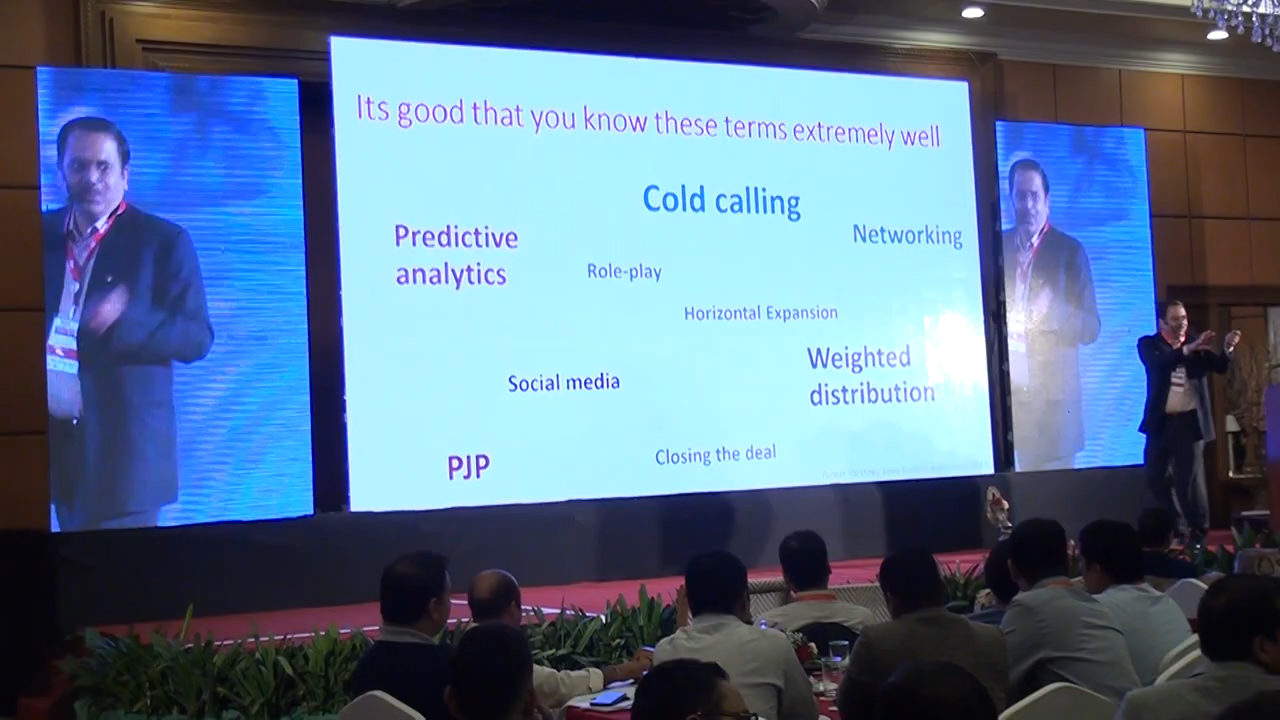 Its good that you know these terms extremely well
Cold calling
Predictive
analytics
Networking
Role-play
Horizontal Expansion
Weighted
distribution
Social media
PJP
Closing the deal